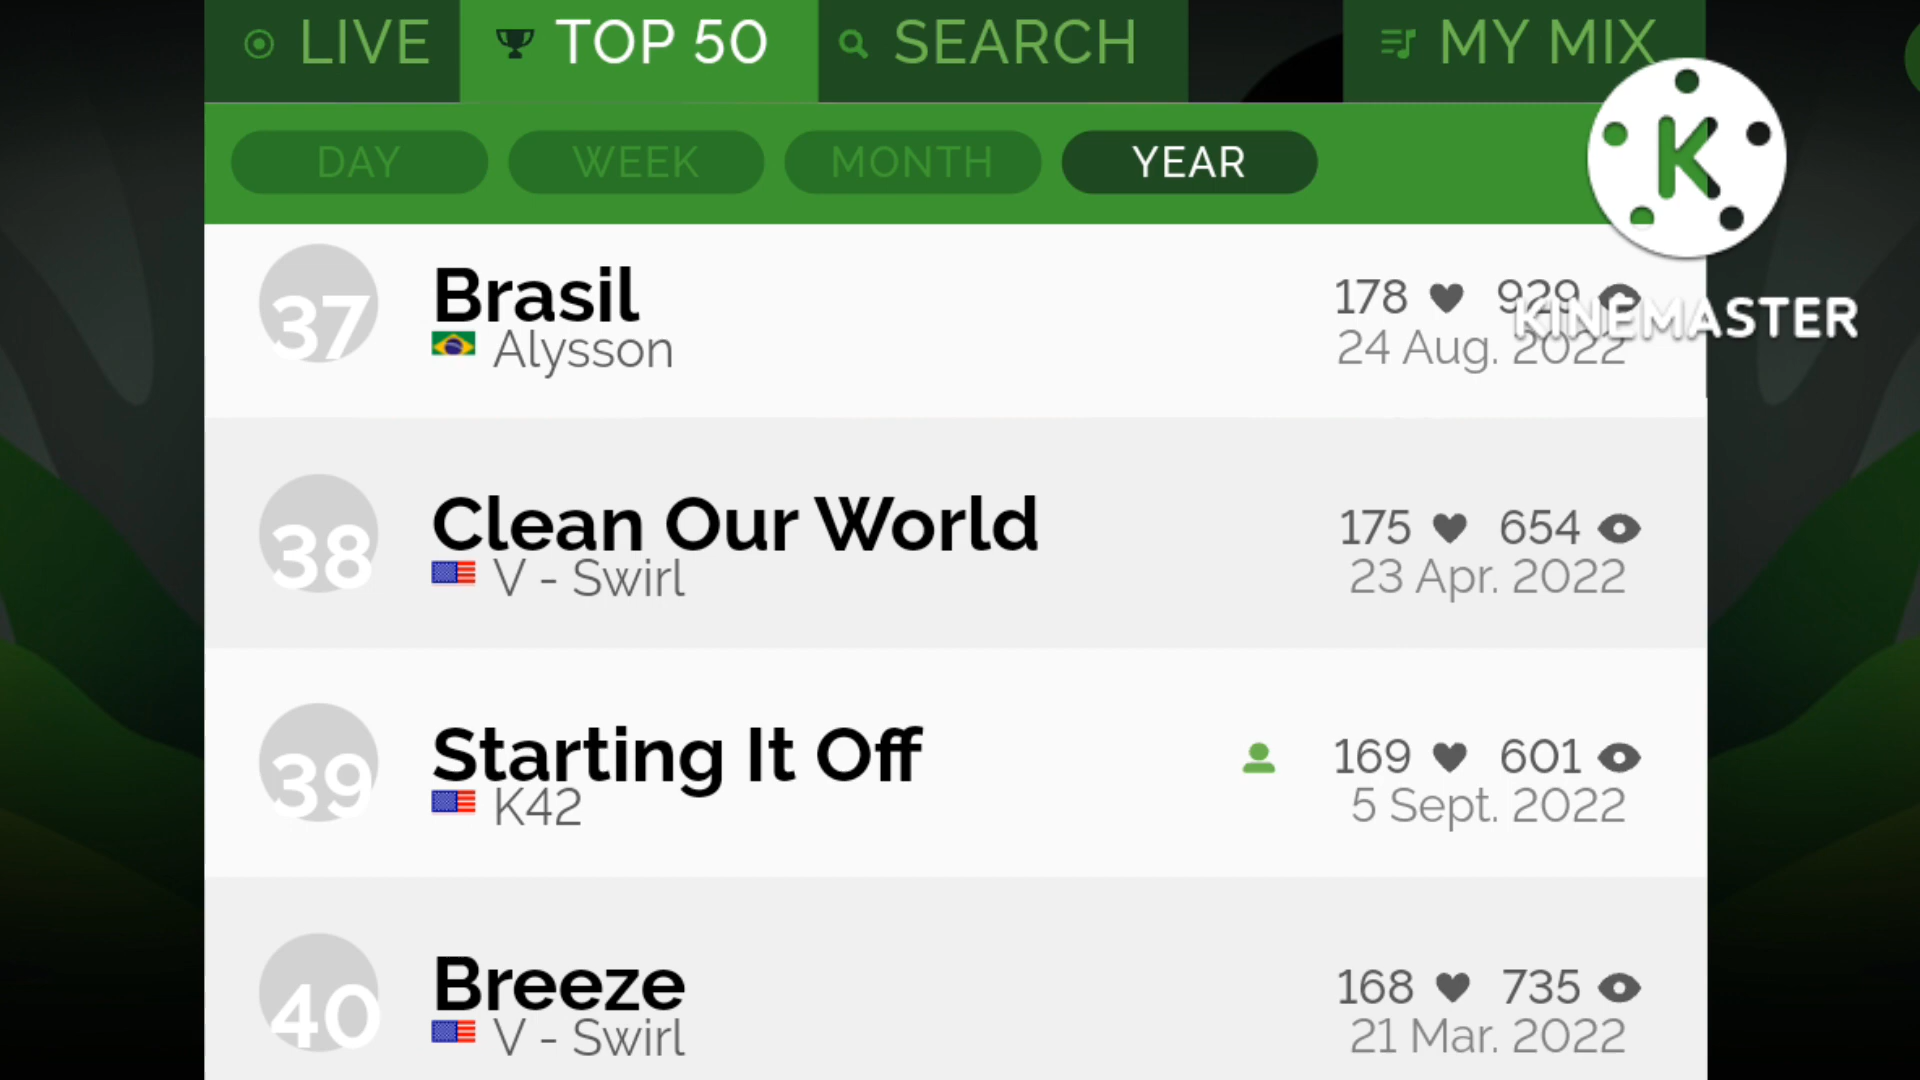 LIVE TOP 50 SEARCH MY MIX
DAY WEEK MONTH YEAR
K
KINEMASTER
37 Brasil 178 929
Alysson 24 Aug. 2022
38 Clean Our World 175 654
V - Swirl 23 Apr. 2022
39 Starting It Off 169 601
K42 5 Sept. 2022
40 Breeze 168 735
V - Swirl 21 Mar. 2022